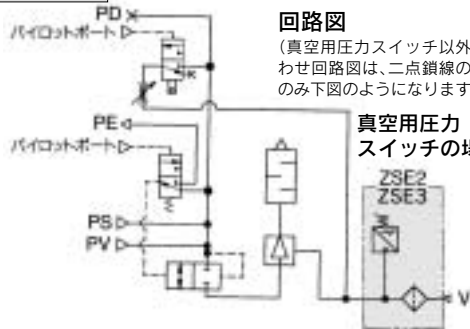 PD
パイロットポート
回路図
(真空用圧力スイッチ以外
わせ回路図は、二点鎖線の
のみ下図のようになります
PE
パイロットポート
真空用圧力
スイッチの場
PS
PV
ZSE2
ZSE3
V